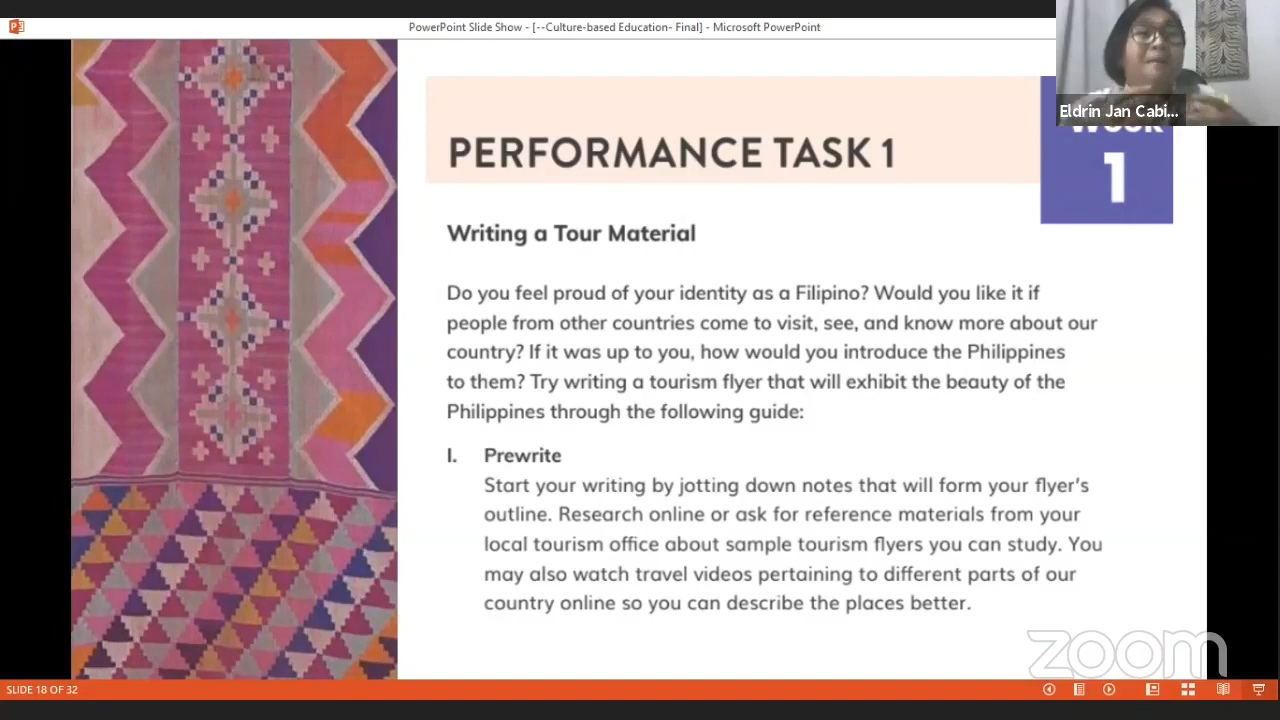 PowerPoint Slide Show - [--Culture-based Education- Final] - Microsoft PowerPoint
Eldrin Jan Cabi...
PERFORMANCE TASK 1
1
Writing a Tour Material
Do you feel proud of your identity as a Filipino? Would you like it if
people from other countries come to visit, see, and know more about our
country? If it was up to you, how would you introduce the Philippines
to them? Try writing a tourism flyer that will exhibit the beauty of the
Philippines through the following guide:
I. Prewrite
Start your writing by jotting down notes that will form your flyer's
outline. Research online or ask for reference materials from your
local tourism office about sample tourism flyers you can study. You
may also watch travel videos pertaining to different parts of our
country online so you can describe the places better.
zoom
SLIDE 18 OF 32